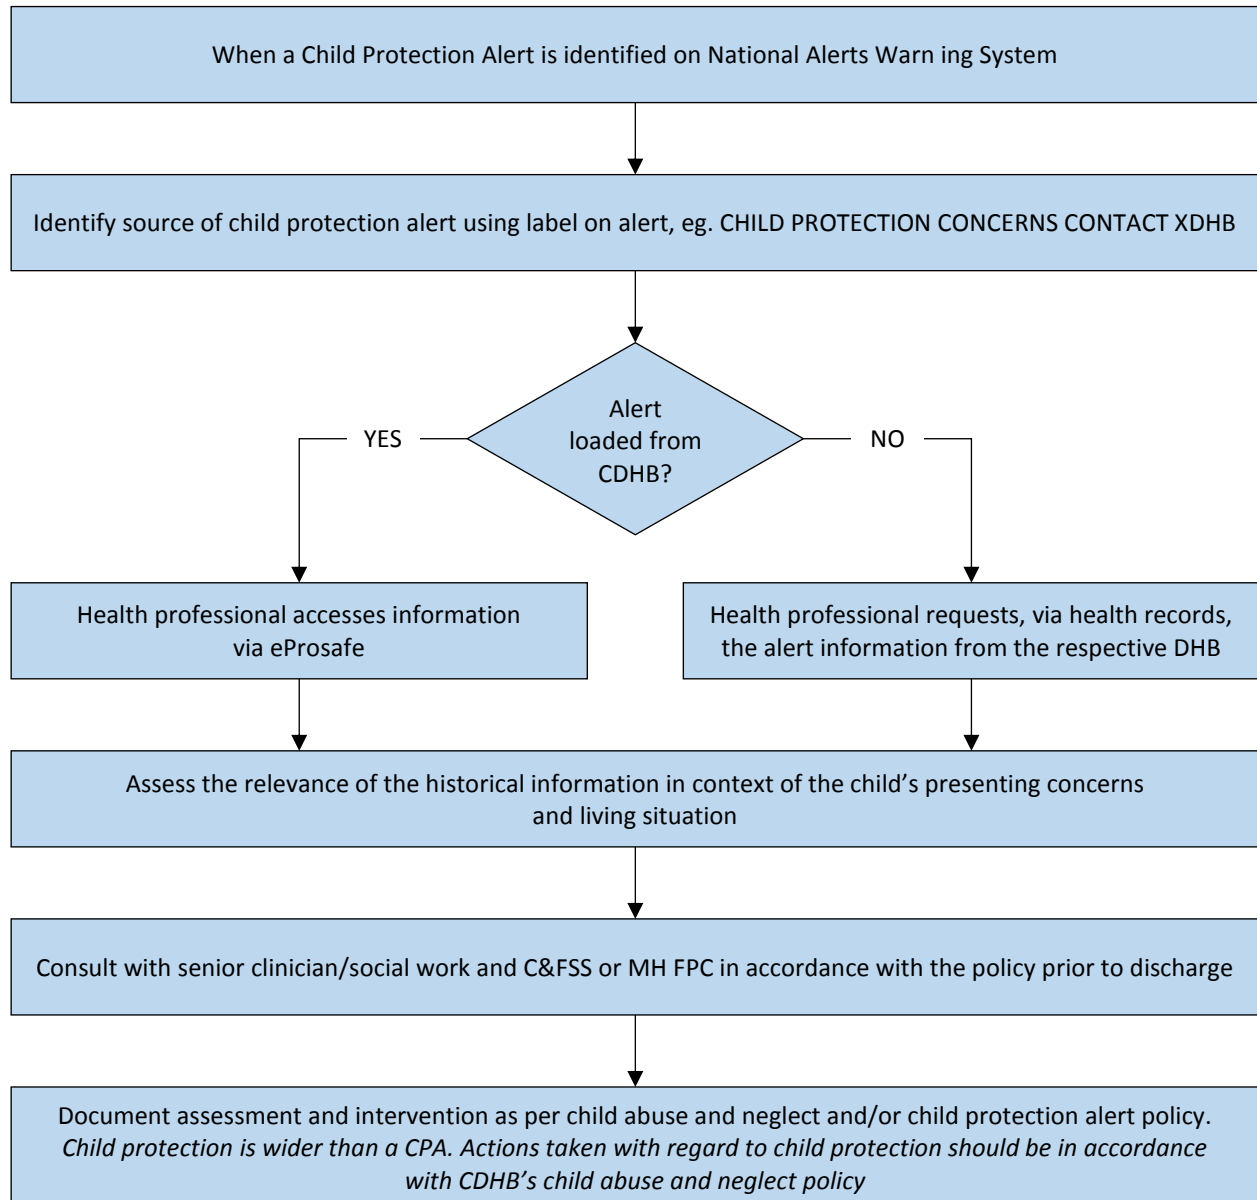 When a Child Protection Alert is identified on National Alerts Warn ing System
Identify source of child protection alert using label on alert, eg. CHILD PROTECTION CONCERNS CONTACT XDHB
Alert
loaded from
CDHB?
YES
NO
Health professional accesses information
via eProsafe
Health professional requests, via health records,
the alert information from the respective DHB
Assess the relevance of the historical information in context of the child’s presenting concerns
and living situation
Consult with senior clinician/social work and C&FSS or MH FPC in accordance with the policy prior to discharge
Document assessment and intervention as per child abuse and neglect and/or child protection alert policy.
Child protection is wider than a CPA. Actions taken with regard to child protection should be in accordance
with CDHB’s child abuse and neglect policy